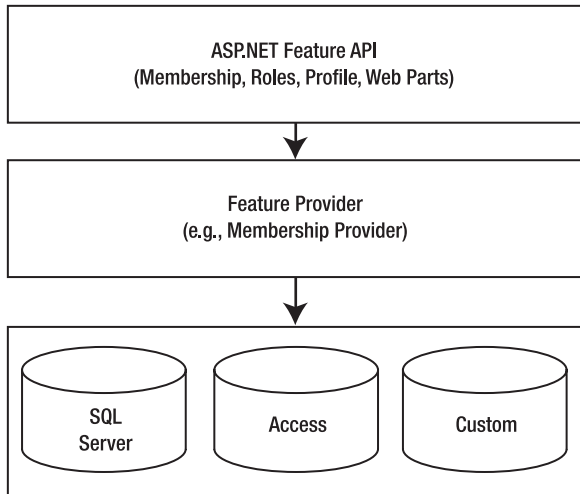 ASP.NET Feature API
(Membership, Roles, Profile, Web Parts)
Feature Provider
(e.g., Membership Provider)
SQL
Server
Access
Custom